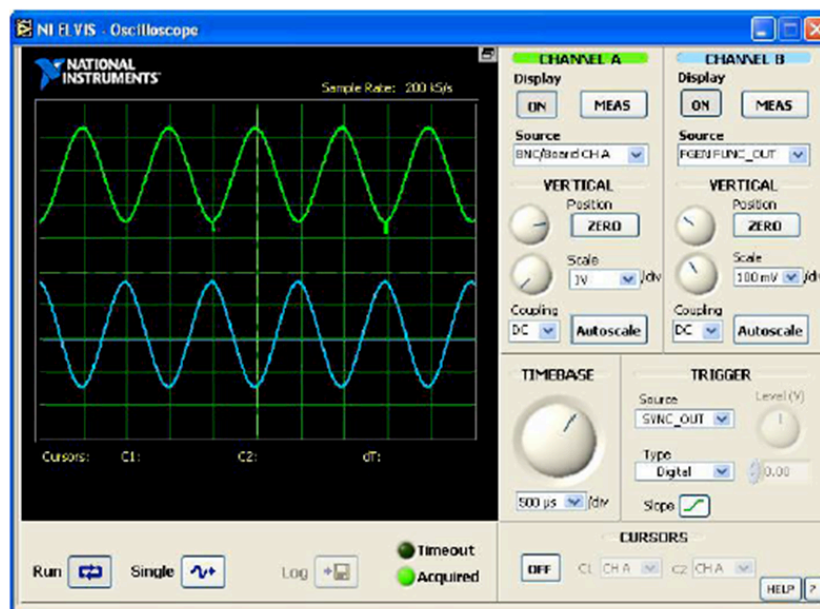 NI ELVIS - Oscilloscope
NATIONAL
INSTRUMENTS
Sample Rate: 200 kS/s
Cursors: C1: C2: dT:
Run
Single
Log
Timeout
Acquired
CHANNEL A
Display
ON
MEAS
Source
BNC/Board CH A
VERTICAL
Position
ZERO
Scale
1V
/div
Coupling
DC
Autoscale
CHANNEL B
Display
ON
MEAS
Source
FGEN FUNC_OUT
VERTICAL
Position
ZERO
Scale
100 mV
/div
Coupling
DC
Autoscale
TIMEBASE
500 µs
/div
TRIGGER
Source
SYNC_OUT
Level (V)
Type
Digital
0.00
Slope
CURSORS
OFF
C1 CH A
C2 CH A
HELP
?